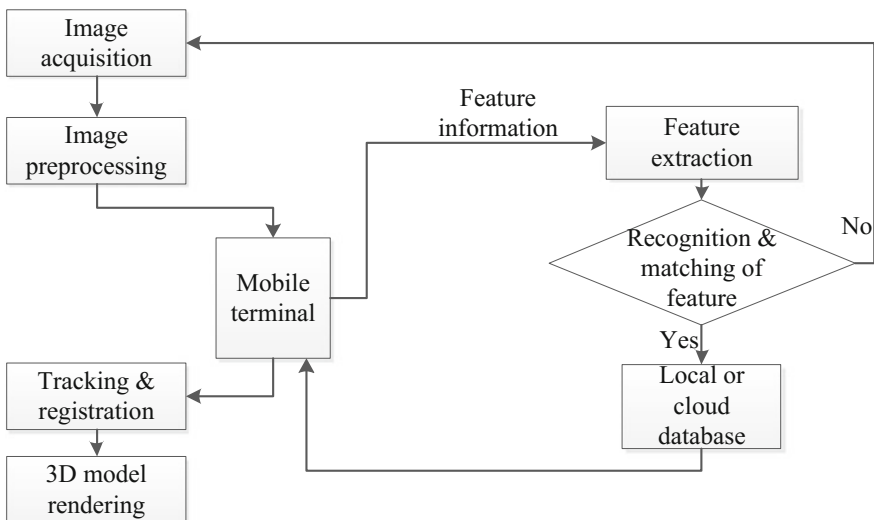 Image
acquisition
Image
preprocessing
Feature
information
Feature
extraction
No
Recognition &
matching of
feature
Mobile
terminal
Yes
Tracking &
registration
Local or
cloud
database
3D model
rendering